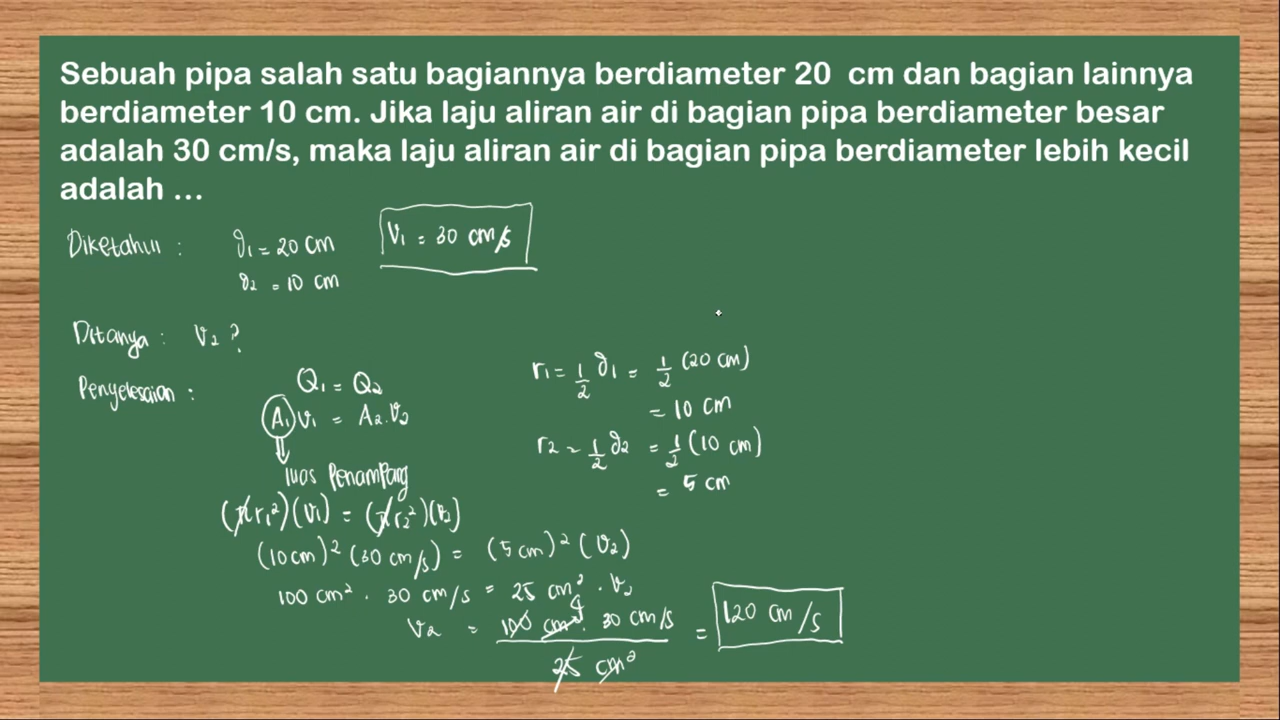 Sebuah pipa salah satu bagiannya berdiameter 20 cm dan bagian lainnya
berdiameter 10 cm. Jika laju aliran air di bagian pipa berdiameter besar
adalah 30 cm/s, maka laju aliran air di bagian pipa berdiameter lebih kecil
adalah ...
Diketahui : d₁ = 20 cm
V₁ = 30 cm/s
d₂ = 10 cm
Ditanya : V₂ ?
Penyelesaian :
Q₁ = Q₂
A₁V₁ = A₂.V₂
luas Penampang
(πr₁²)(V₁) = (πr₂²)(V₂)
(10cm)² (30 cm/s) = (5 cm)² (V₂)
100 cm² . 30 cm/s = 25 cm² . V₂
V₂ = 100 cm² . 30 cm/s / 25 cm² = 120 cm/s
4
r₁ = 1/2 d₁ = 1/2 (20 cm)
= 10 cm
r₂ = 1/2 d₂ = 1/2 (10 cm)
= 5 cm